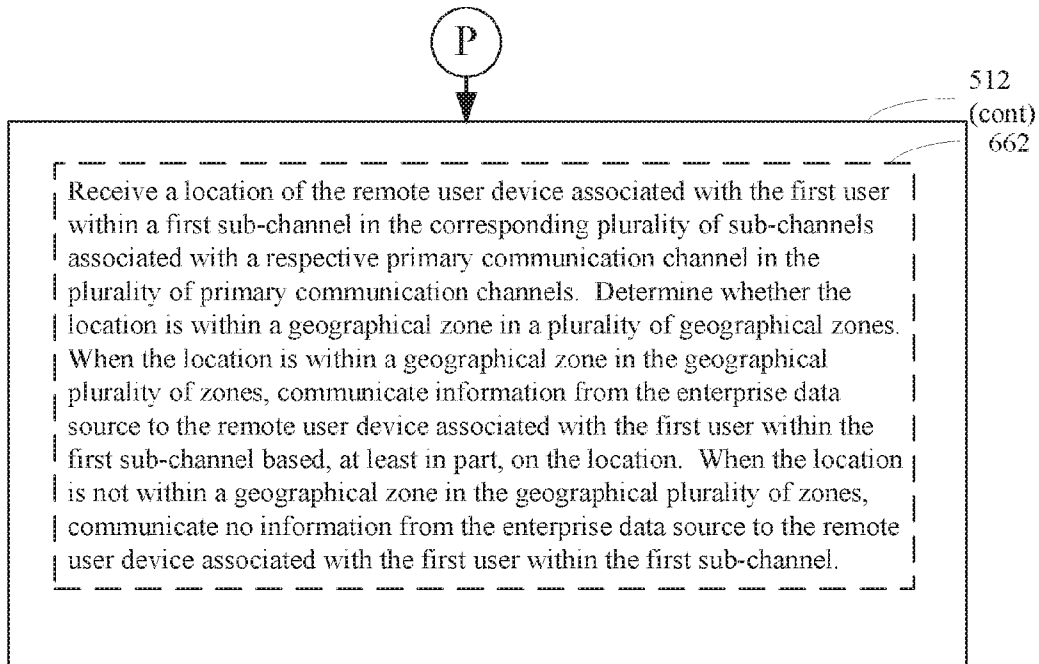 P
512
(cont)
662
Receive a location of the remote user device associated with the first user
within a first sub-channel in the corresponding plurality of sub-channels
associated with a respective primary communication channel in the
plurality of primary communication channels.  Determine whether the
location is within a geographical zone in a plurality of geographical zones.
When the location is within a geographical zone in the geographical
plurality of zones, communicate information from the enterprise data
source to the remote user device associated with the first user within the
first sub-channel based, at least in part, on the location.  When the location
is not within a geographical zone in the geographical plurality of zones,
communicate no information from the enterprise data source to the remote
user device associated with the first user within the first sub-channel.